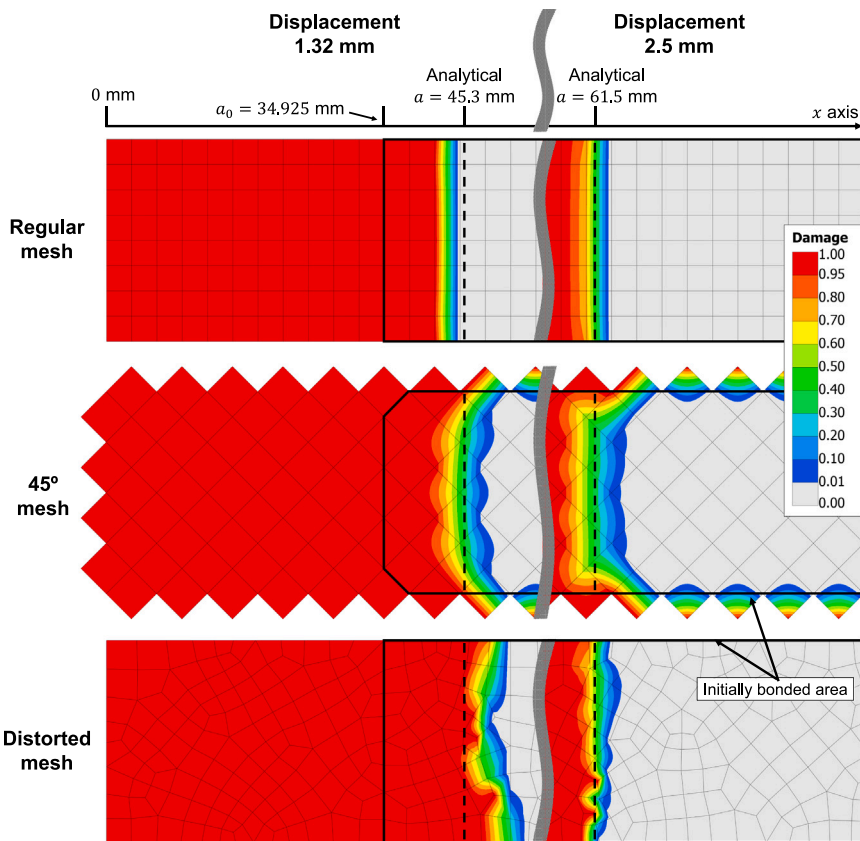 Displacement
1.32 mm
Displacement
2.5 mm
Analytical
a = 45.3 mm
Analytical
a = 61.5 mm
0 mm
a₀ = 34.925 mm
x axis
Regular
mesh
Damage
1.00
0.95
0.80
0.70
0.60
0.50
0.40
0.30
0.20
0.10
0.01
0.00
45º
mesh
Initially bonded area
Distorted
mesh